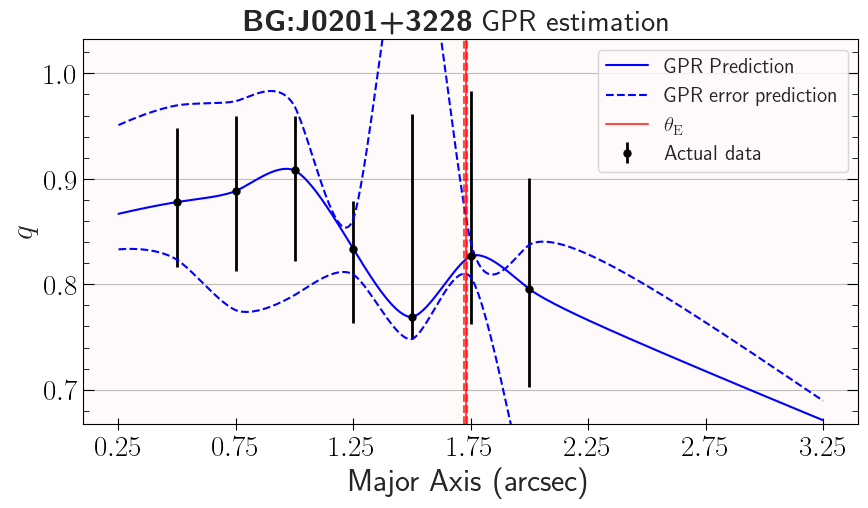 BG:J0201+3228 GPR estimation
GPR Prediction
GPR error prediction
θE
Actual data
1.0
0.9
0.8
0.7
q
0.25 0.75 1.25 1.75 2.25 2.75 3.25
Major Axis (arcsec)